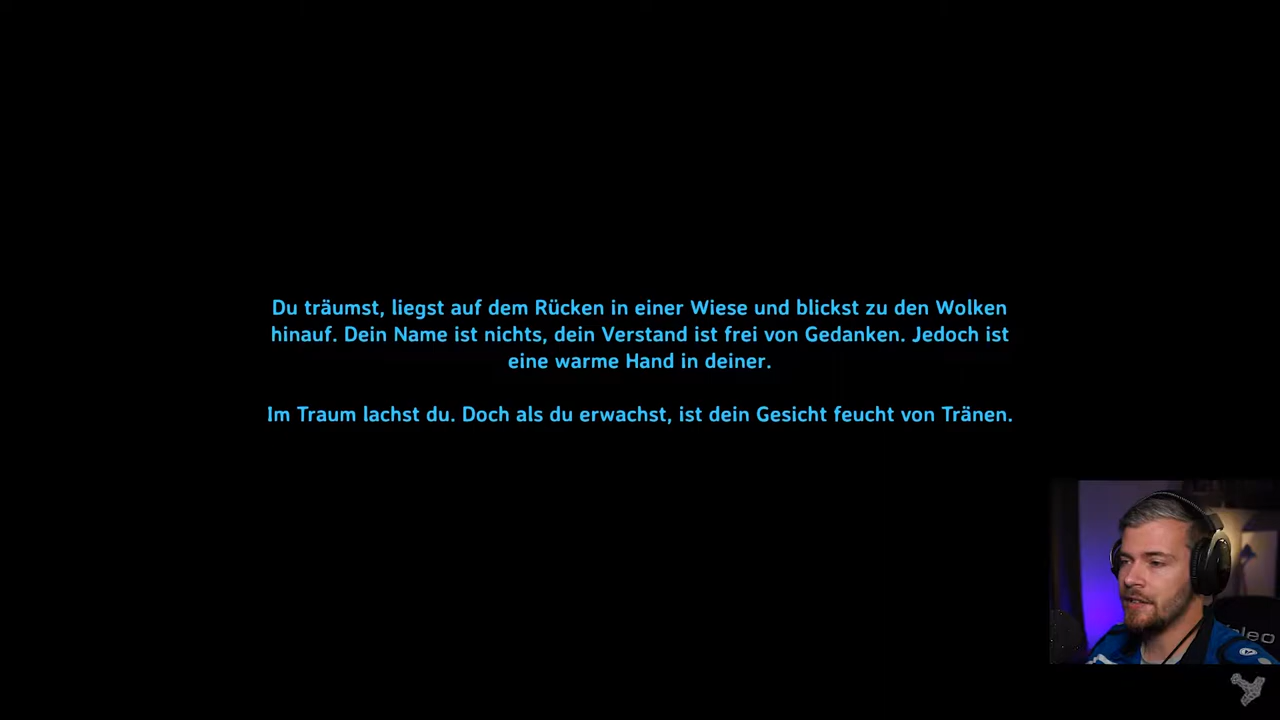 Du träumst, liegst auf dem Rücken in einer Wiese und blickst zu den Wolken
hinauf. Dein Name ist nichts, dein Verstand ist frei von Gedanken. Jedoch ist
eine warme Hand in deiner.
Im Traum lachst du. Doch als du erwachst, ist dein Gesicht feucht von Tränen.